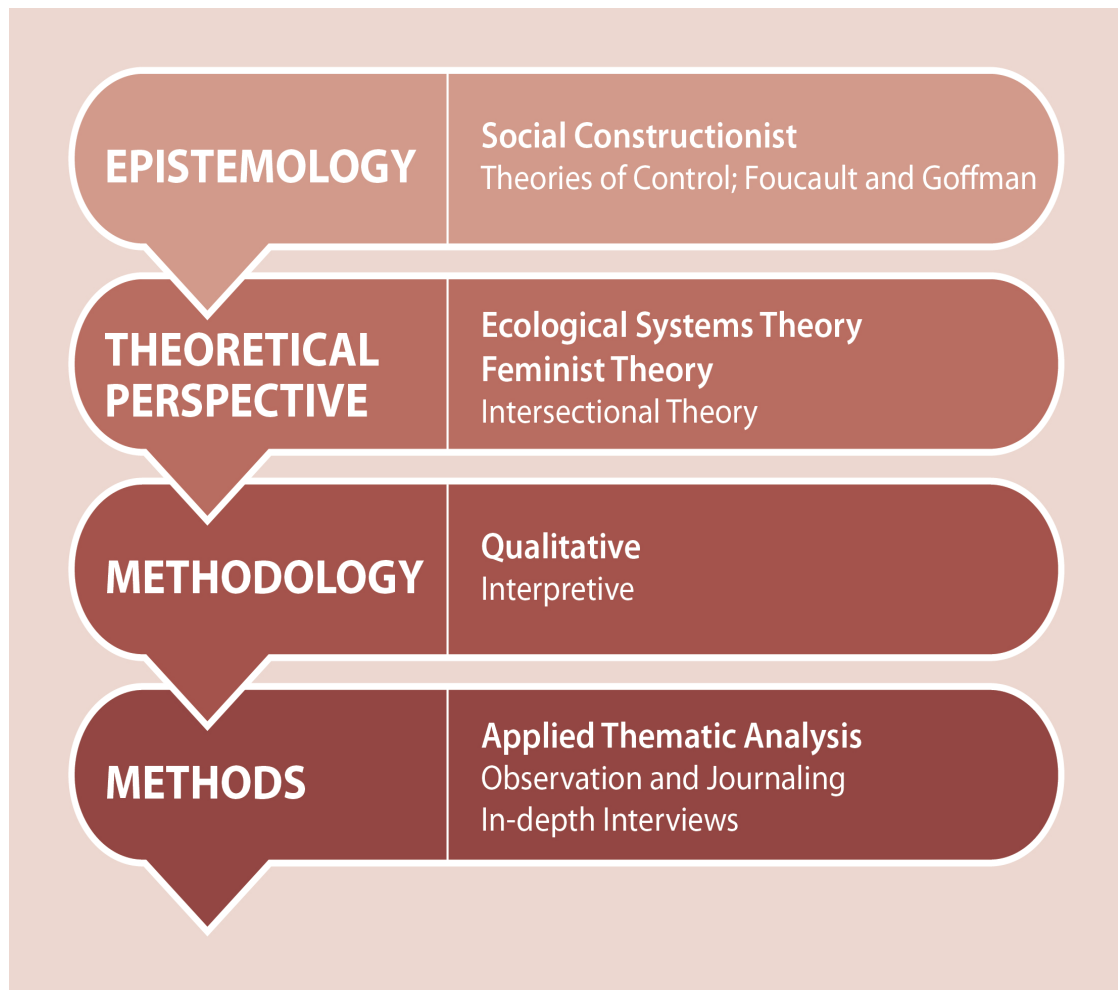 EPISTEMOLOGY
Social Constructionist
Theories of Control; Foucault and Goffman
THEORETICAL
PERSPECTIVE
Ecological Systems Theory
Feminist Theory
Intersectional Theory
METHODOLOGY
Qualitative
Interpretive
METHODS
Applied Thematic Analysis
Observation and Journaling
In-depth Interviews